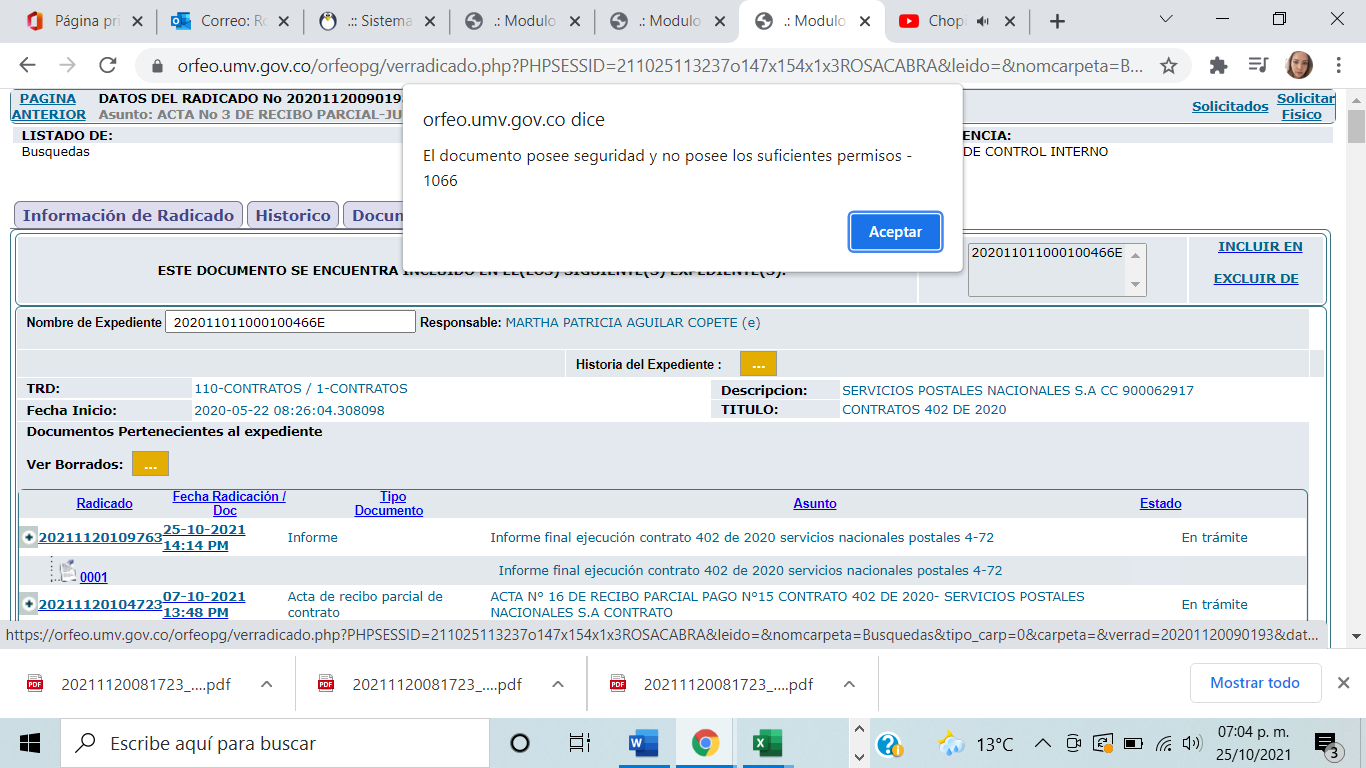 Página pri
Correo: Ro
.:: Sistema
.: Modulo
.: Modulo
.: Modulo
Chopi
orfeo.umv.gov.co/orfeopg/verradicado.php?PHPSESSID=211025113237o147x154x1x3ROSACABRA&leido=&nomcarpeta=B...
PAGINA ANTERIOR
DATOS DEL RADICADO No 2020112009019
Asunto: ACTA No 3 DE RECIBO PARCIAL-JU
Solicitados
Solicitar Fisico
LISTADO DE:
ENCIA:
Busquedas
DE CONTROL INTERNO
orfeo.umv.gov.co dice
El documento posee seguridad y no posee los suficientes permisos -
1066
Aceptar
Información de Radicado
Historico
Docum
ESTE DOCUMENTO SE ENCUENTRA INCLUIDO EN EL(LOS) SIGUIENTE(S) EXPEDIENTE(S).
202011011000100466E
INCLUIR EN
EXCLUIR DE
Nombre de Expediente 202011011000100466E Responsable: MARTHA PATRICIA AGUILAR COPETE (e)
Historia del Expediente : ...
TRD: 110-CONTRATOS / 1-CONTRATOS
Descripcion: SERVICIOS POSTALES NACIONALES S.A CC 900062917
Fecha Inicio: 2020-05-22 08:26:04.308098
TITULO: CONTRATOS 402 DE 2020
Documentos Pertenecientes al expediente
Ver Borrados: ...
Radicado
Fecha Radicación / Doc
Tipo Documento
Asunto
Estado
20211120109763
25-10-2021 14:14 PM
Informe
Informe final ejecución contrato 402 de 2020 servicios nacionales postales 4-72
En trámite
0001
Informe final ejecución contrato 402 de 2020 servicios nacionales postales 4-72
20211120104723
07-10-2021 13:48 PM
Acta de recibo parcial de contrato
ACTA N° 16 DE RECIBO PARCIAL PAGO N°15 CONTRATO 402 DE 2020- SERVICIOS POSTALES
NACIONALES S.A CONTRATO
En trámite
https://orfeo.umv.gov.co/orfeopg/verradicado.php?PHPSESSID=211025113237o147x154x1x3ROSACABRA&leido=&nomcarpeta=Busquedas&tipo_carp=0&carpeta=&verrad=20201120090193&dat...
PDF
20211120081723_....pdf
PDF
20211120081723_....pdf
PDF
20211120081723_....pdf
Mostrar todo
Escribe aquí para buscar
13°C
07:04 p. m.
25/10/2021
3